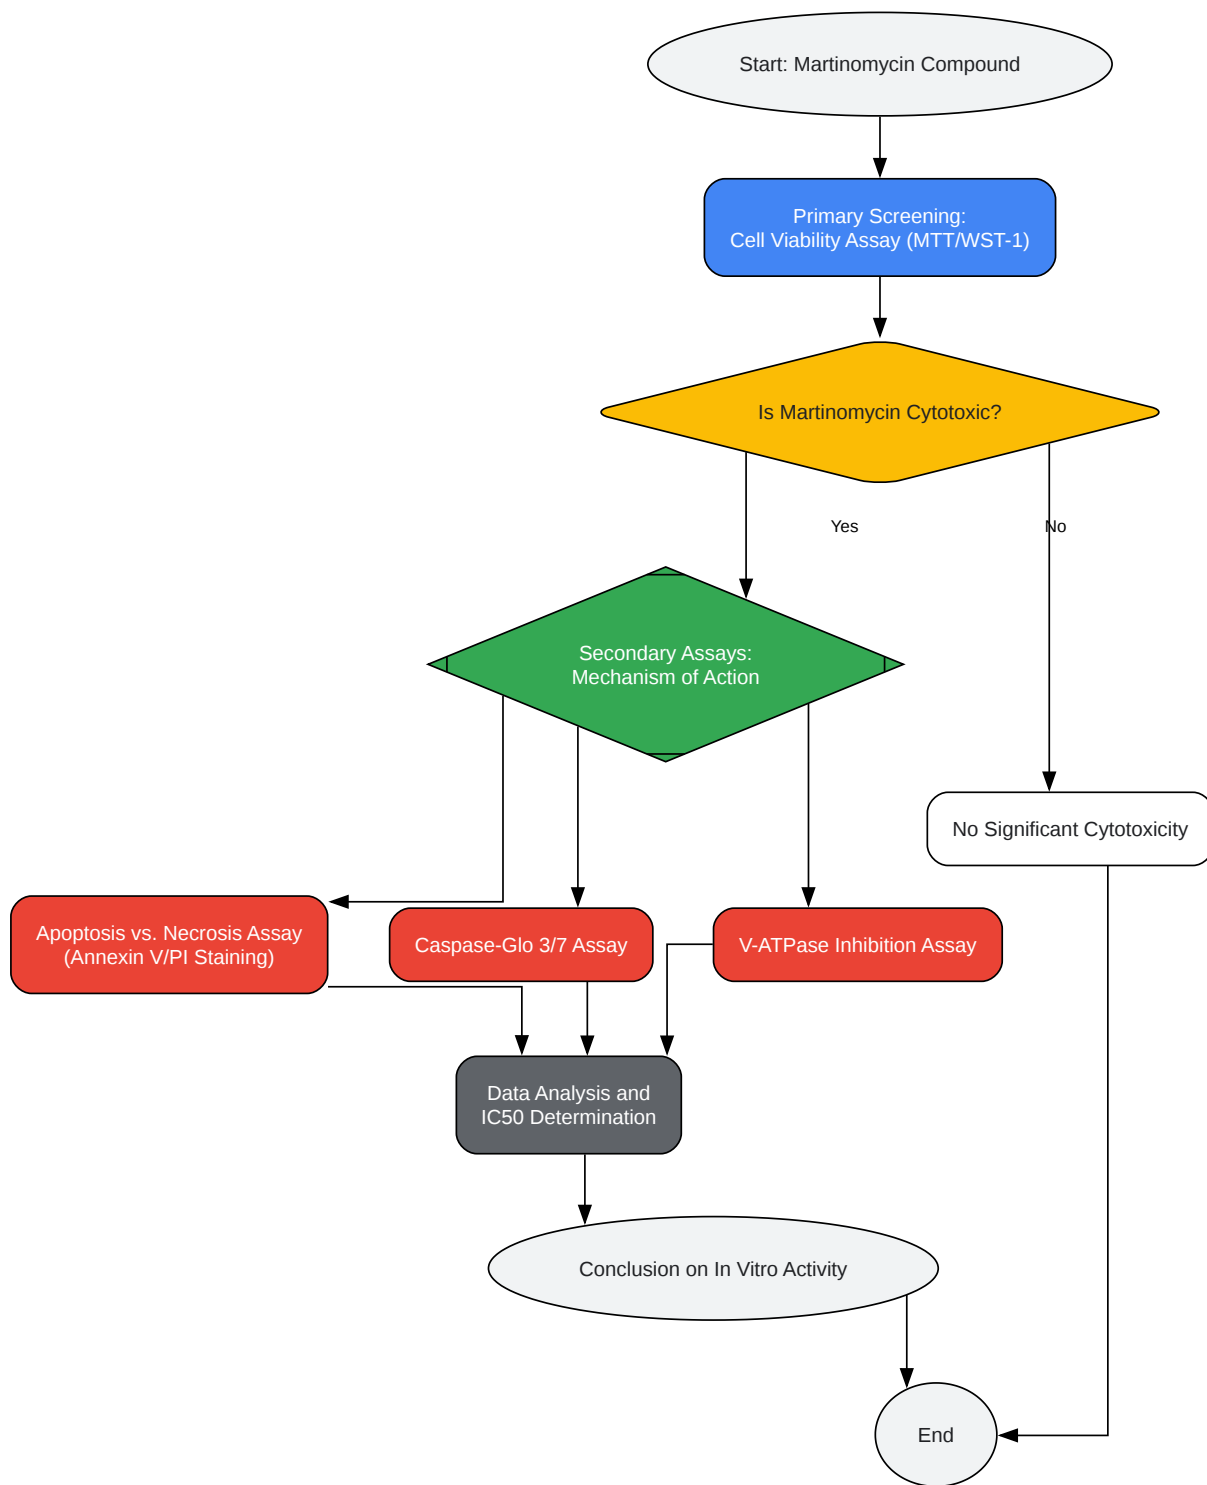 Start: Martinomycin Compound
Primary Screening:
Cell Viability Assay (MTT/WST-1)
Is Martinomycin Cytotoxic?
Yes
No
Secondary Assays:
Mechanism of Action
No Significant Cytotoxicity
Apoptosis vs. Necrosis Assay
(Annexin V/PI Staining)
Caspase-Glo 3/7 Assay
V-ATPase Inhibition Assay
Data Analysis and
IC50 Determination
Conclusion on In Vitro Activity
End